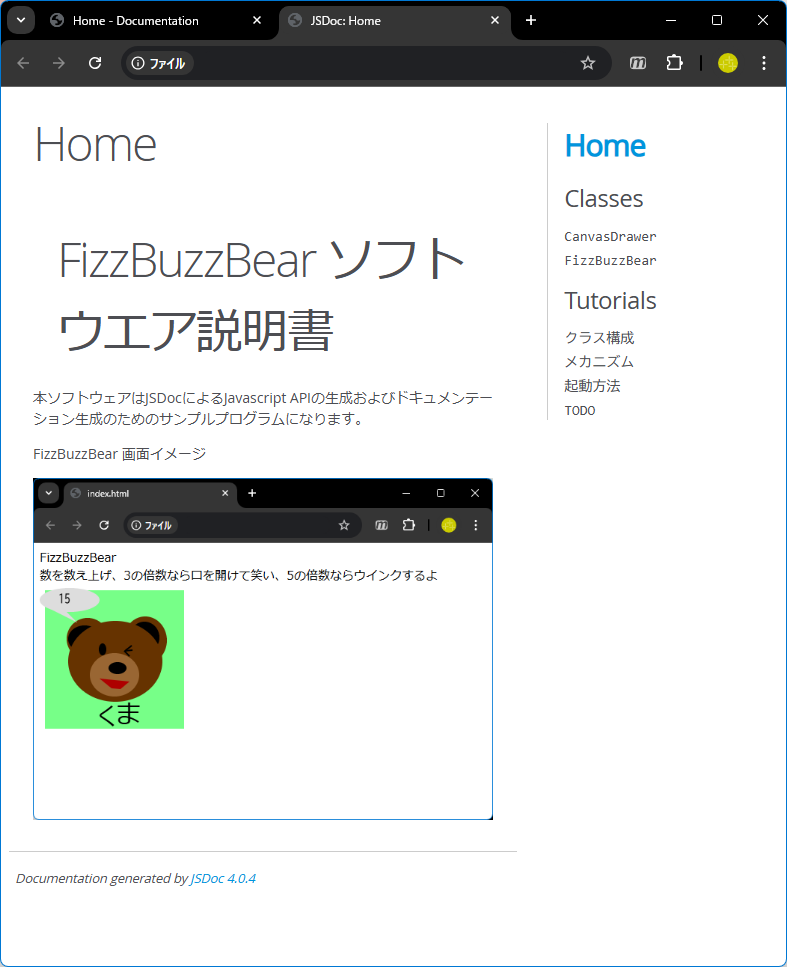 Home - Documentation
JSDoc: Home
ファイル
Home
FizzBuzzBear ソフト
ウエア説明書
本ソフトウェアはJSDocによるJavascript APIの生成およびドキュメンテー
ション生成のためのサンプルプログラムになります。
FizzBuzzBear 画面イメージ
index.html
ファイル
FizzBuzzBear
数を数え上げ、3の倍数なら口を開けて笑い、5の倍数ならウインクするよ
15
くま
Documentation generated by JSDoc 4.0.4
Home
Classes
CanvasDrawer
FizzBuzzBear
Tutorials
クラス構成
メカニズム
起動方法
TODO